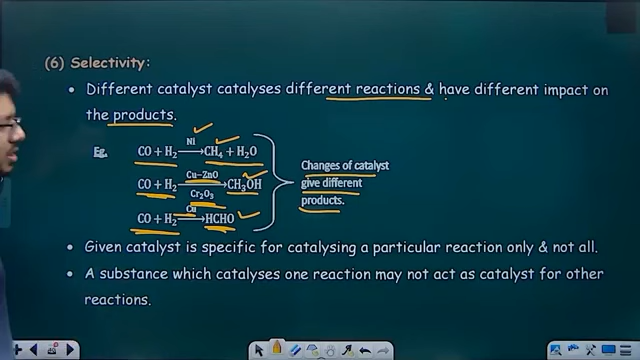 (6) Selectivity:
• Different catalyst catalyses different reactions & have different impact on
the products.
Eg. CO + H₂ —Ni→ CH₄ + H₂O
CO + H₂ —Cu-ZnO / Cr₂O₃→ CH₃OH
CO + H₂ —Cu→ HCHO
Changes of catalyst
give different
products.
• Given catalyst is specific for catalysing a particular reaction only & not all.
• A substance which catalyses one reaction may not act as catalyst for other
reactions.